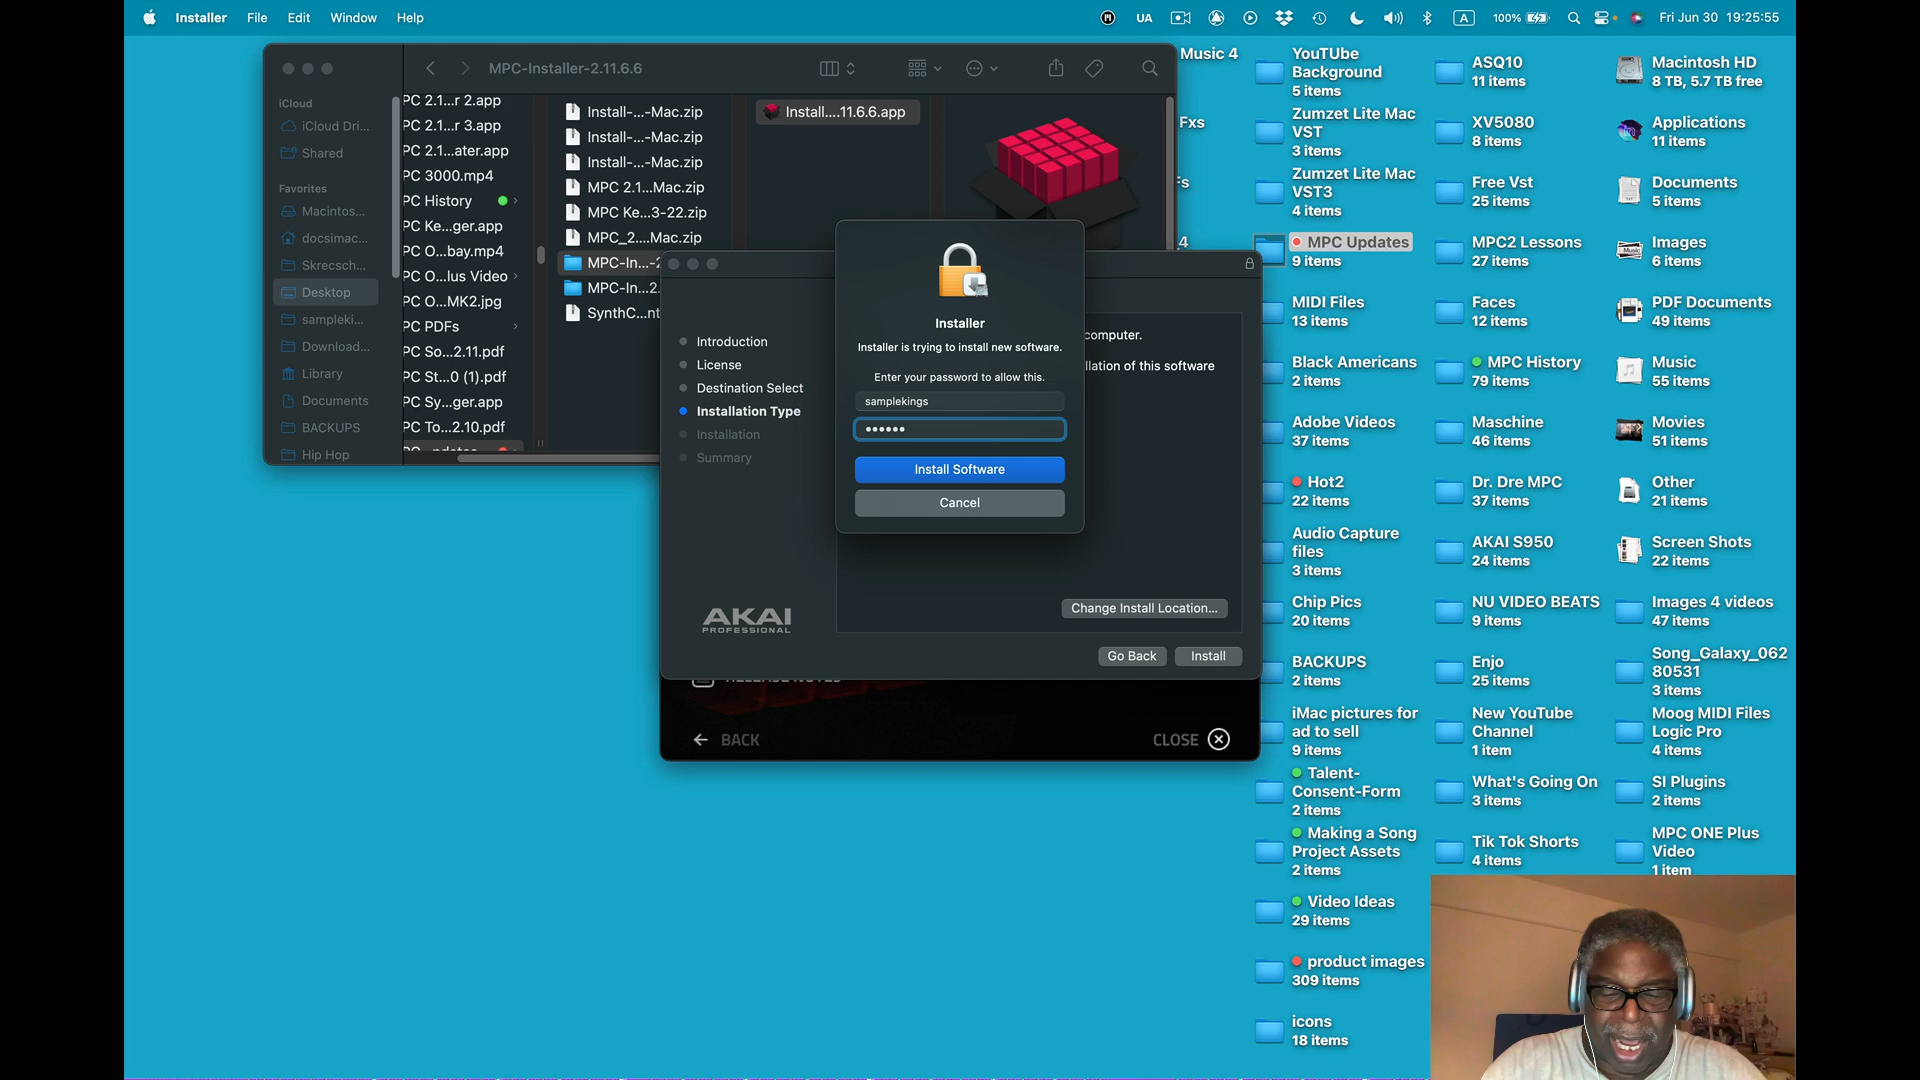 Installer File Edit Window Help
UA
A
100%
Fri Jun 30 19:25:55
MPC-Installer-2.11.6.6
iCloud
iCloud Dri...
Shared
Favorites
Macintos...
docsimac...
Skrecsch...
Desktop
sampleki...
Download...
Library
Documents
BACKUPS
Hip Hop
PC 2.1...r 2.app
PC 2.1...r 3.app
PC 2.1...ater.app
PC 3000.mp4
PC History
PC Ke...ger.app
PC O...bay.mp4
PC O...lus Video
PC O...MK2.jpg
PC PDFs
PC So...2.11.pdf
PC St...0 (1).pdf
PC Sy...ger.app
PC To...2.10.pdf
Install-...-Mac.zip
Install-...-Mac.zip
Install-...-Mac.zip
MPC 2.1...Mac.zip
MPC Ke...3-22.zip
MPC_2....Mac.zip
MPC-In...-2
MPC-In...2.
SynthC...nt
Install....11.6.6.app
Introduction
License
Destination Select
Installation Type
Installation
Summary
AKAI
PROFESSIONAL
computer.
llation of this software
Change Install Location...
Go Back Install
Installer
Installer is trying to install new software.
Enter your password to allow this.
samplekings
••••••
Install Software
Cancel
RELEASE NOTES
BACK
CLOSE
Music 4
Fxs
4
YouTUbe
Background
5 items
Zumzet Lite Mac
VST
3 items
Zumzet Lite Mac
VST3
4 items
MPC Updates
9 items
MIDI Files
13 items
Black Americans
2 items
Adobe Videos
37 items
Hot2
22 items
Audio Capture
files
3 items
Chip Pics
20 items
BACKUPS
2 items
iMac pictures for
ad to sell
9 items
Talent-
Consent-Form
2 items
Making a Song
Project Assets
2 items
Video Ideas
29 items
product images
309 items
icons
18 items
ASQ10
11 items
XV5080
8 items
Free Vst
25 items
MPC2 Lessons
27 items
Faces
12 items
MPC History
79 items
Maschine
46 items
Dr. Dre MPC
37 items
AKAI S950
24 items
NU VIDEO BEATS
9 items
Enjo
25 items
New YouTube
Channel
1 item
What's Going On
3 items
Tik Tok Shorts
4 items
Macintosh HD
8 TB, 5.7 TB free
Applications
11 items
Documents
5 items
Images
6 items
PDF Documents
49 items
Music
55 items
Movies
51 items
Other
21 items
Screen Shots
22 items
Images 4 videos
47 items
Song_Galaxy_062
80531
3 items
Moog MIDI Files
Logic Pro
4 items
SI Plugins
2 items
MPC ONE Plus
Video
1 item